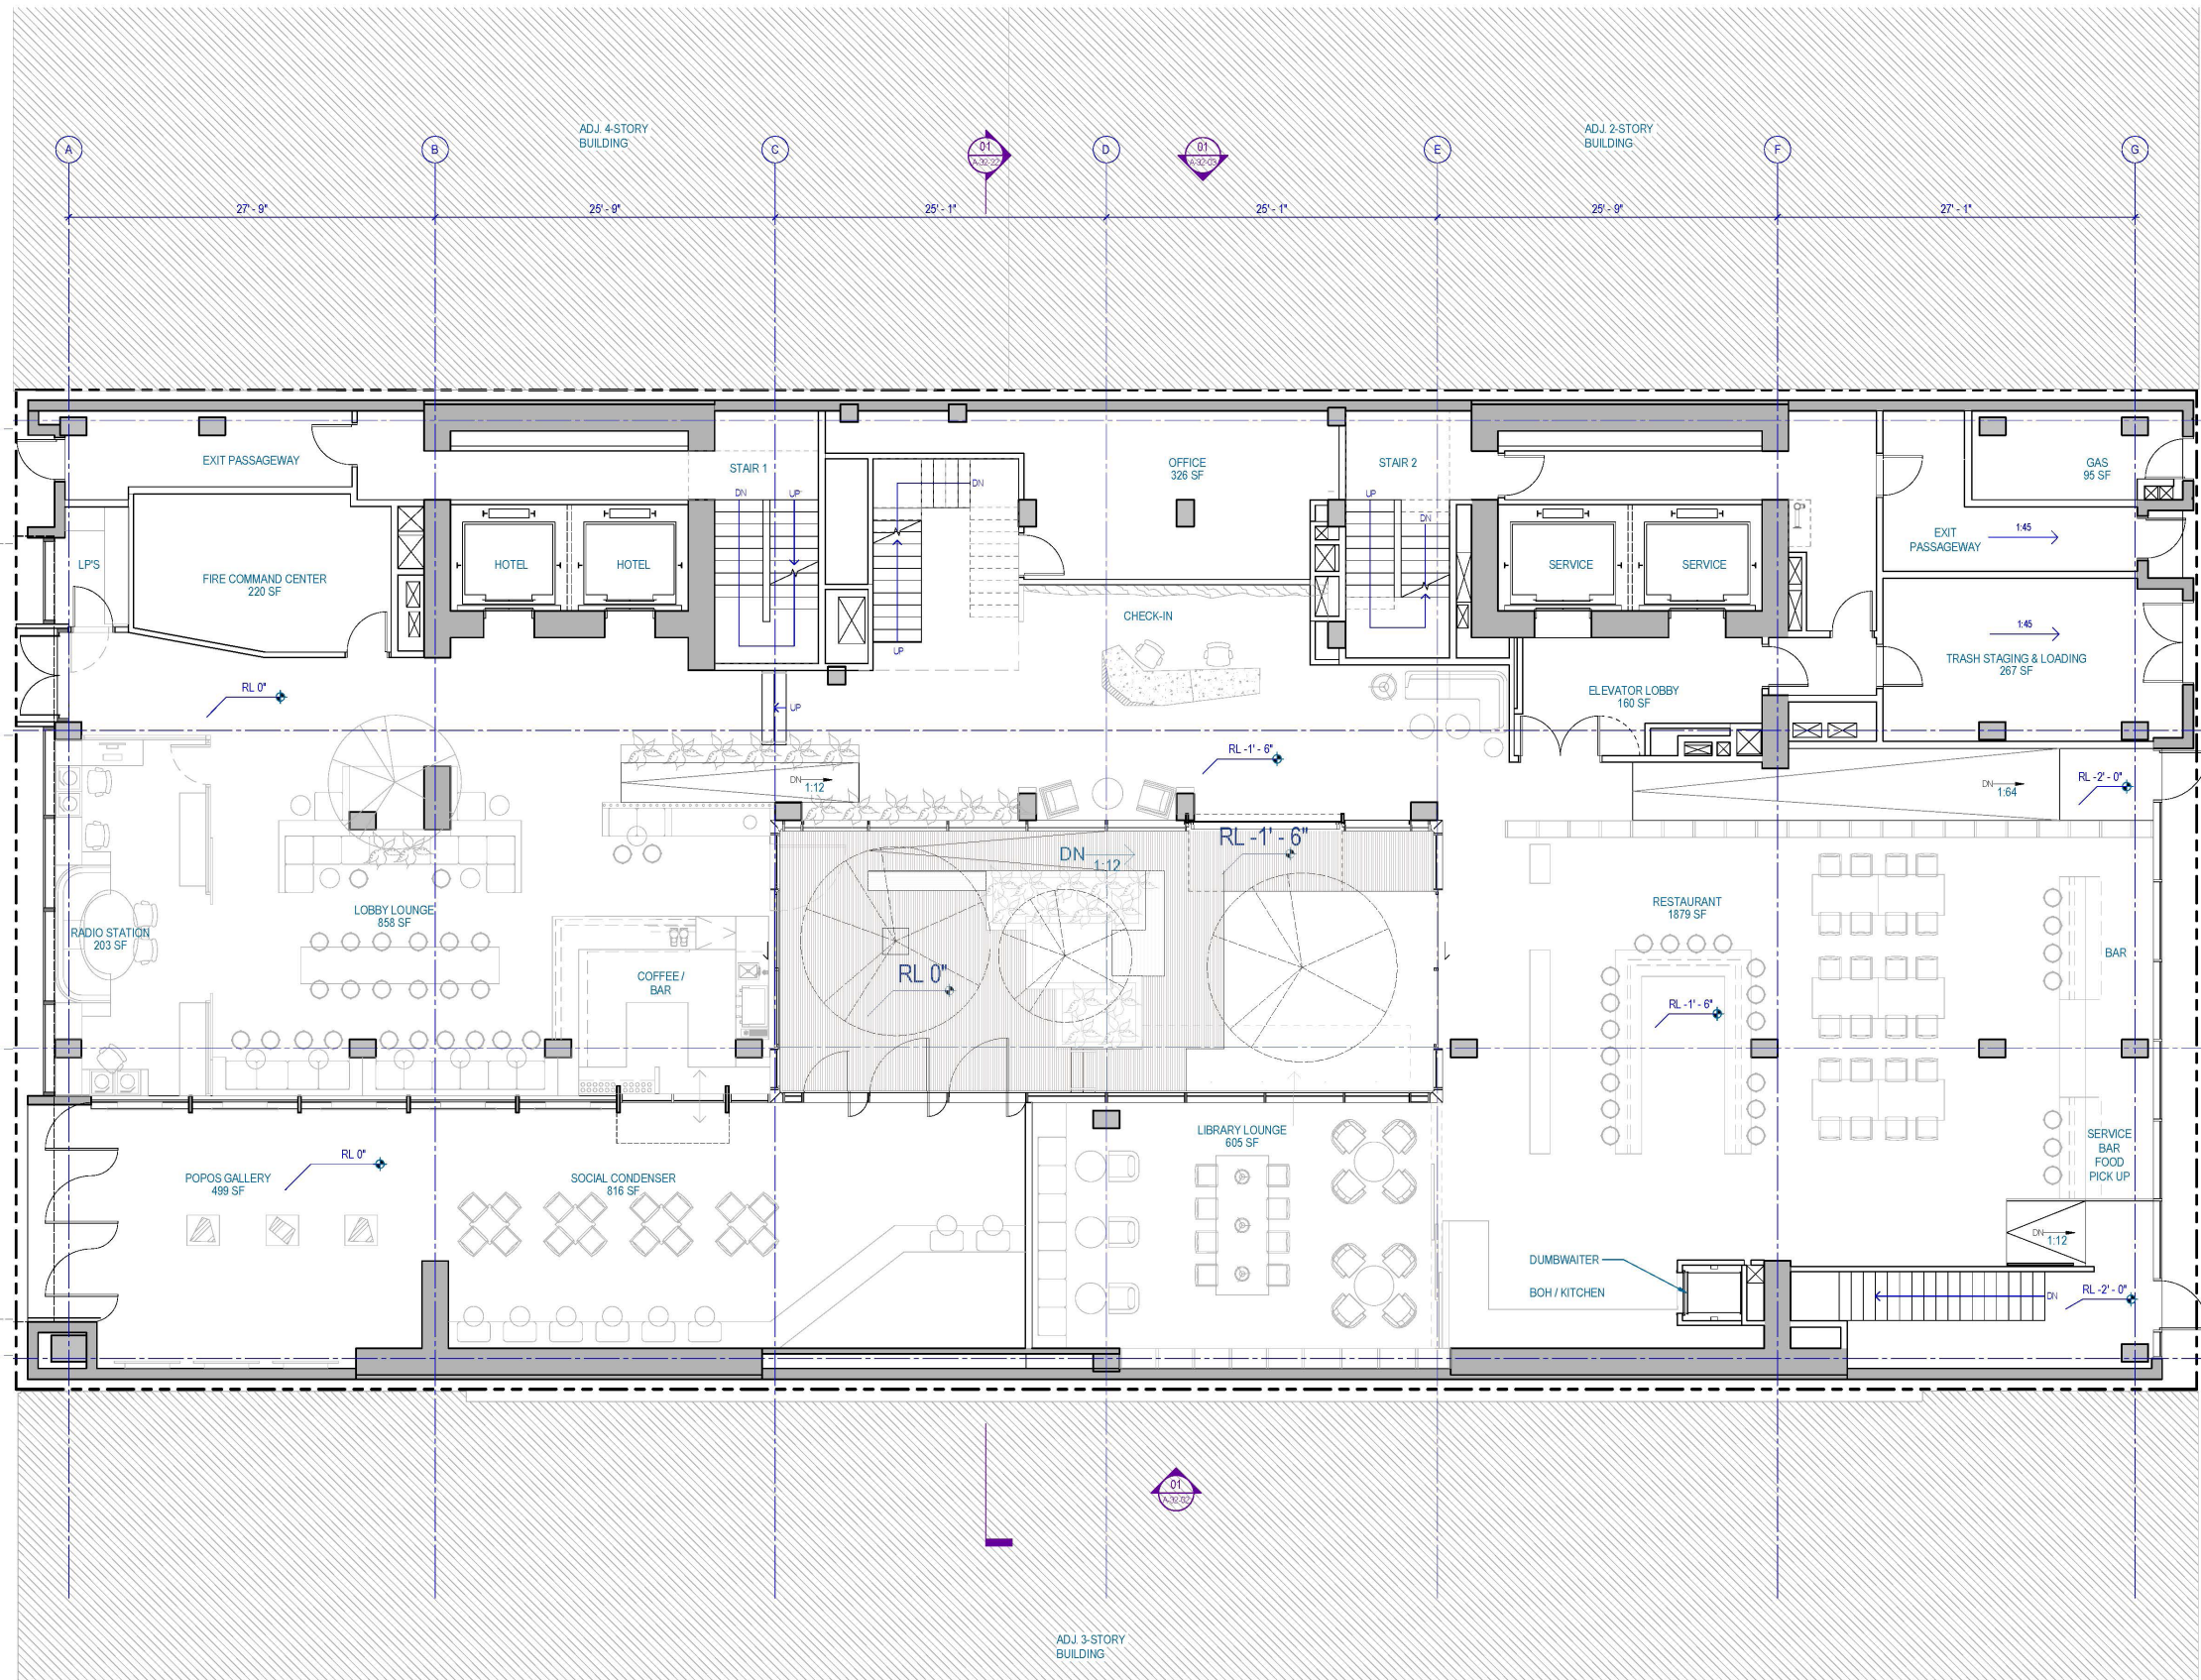 ADJ. 4-STORY
BUILDING
ADJ. 2-STORY
BUILDING
A
B
C
01
A-32-22
D
01
A-32-03
E
F
G
27' - 9"
25' - 9"
25' - 1"
25' - 1"
25' - 9"
27' - 1"
EXIT PASSAGEWAY
STAIR 1
DN
UP
DN
UP
OFFICE
326 SF
STAIR 2
UP
DN
GAS
95 SF
EXIT
PASSAGEWAY
1:45
LP'S
FIRE COMMAND CENTER
220 SF
HOTEL
HOTEL
SERVICE
SERVICE
CHECK-IN
1:45
TRASH STAGING & LOADING
267 SF
RL 0"
UP
ELEVATOR LOBBY
160 SF
RL -1' - 6"
DN
1:12
DN
1:64
RL -2' - 0"
DN
1:12
RL -1' - 6"
LOBBY LOUNGE
858 SF
RADIO STATION
203 SF
COFFEE /
BAR
RL 0"
RESTAURANT
1879 SF
RL -1' - 6"
BAR
LIBRARY LOUNGE
605 SF
SERVICE
BAR
FOOD
PICK UP
RL 0"
POPOS GALLERY
499 SF
SOCIAL CONDENSER
816 SF
DN
1:12
DUMBWAITER
BOH / KITCHEN
DN
RL -2' - 0"
01
A-32-02
ADJ. 3-STORY
BUILDING